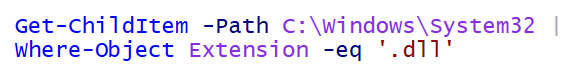 Get-ChildItem -Path C:\Windows\System32 |
Where-Object Extension -eq '.dll'